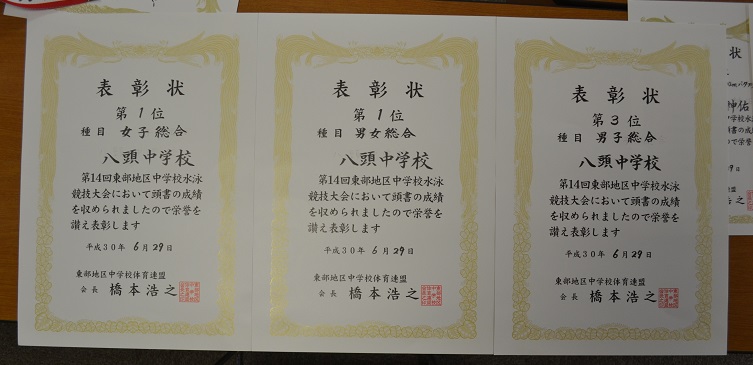 表彰状
第1位
種目 女子総合
八頭中学校
第14回東部地区中学校水泳
競技大会において頭書の成績
を収められましたので栄誉を
讃え表彰します
平成30年 6月29日
東部地区中学校体育連盟
会長 橋本浩之
表彰状
第1位
種目 男女総合
八頭中学校
第14回東部地区中学校水泳
競技大会において頭書の成績
を収められましたので栄誉を
讃え表彰します
平成30年 6月29日
東部地区中学校体育連盟
会長 橋本浩之
表彰状
第3位
種目 男子総合
八頭中学校
第14回東部地区中学校水泳
競技大会において頭書の成績
を収められましたので栄誉を
讃え表彰します
平成30年 6月29日
東部地区中学校体育連盟
会長 橋本浩之
状